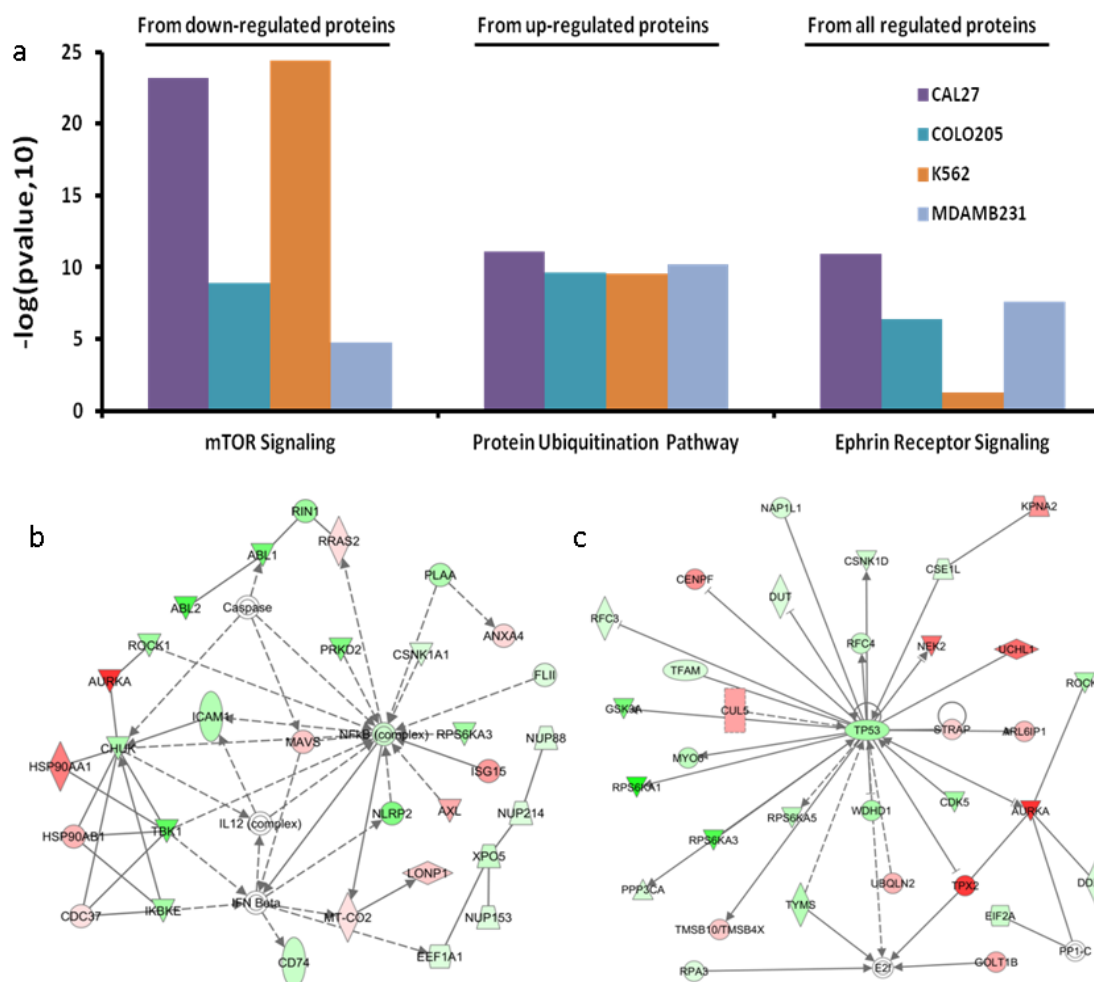 From down-regulated proteins
From up-regulated proteins
From all regulated proteins
a
25
20
15
10
5
0
-log(pvalue,10)
CAL27
COLO205
K562
MDAMB231
mTOR Signaling
Protein Ubiquitination Pathway
Ephrin Receptor Signaling
b
RIN1
RRAS2
ABL1
PLAA
ABL2
Caspase
ANXA4
ROCK1
PRKD2
CSNK1A1
AURKA
FLII
ICAM1
CHUK
MAVS
NFkB (complex)
RPS6KA3
NUP88
HSP90AA1
ISG15
IL12 (complex)
NLRP2
AXL
NUP214
HSP90AB1
TBK1
XPO5
LONP1
CDC37
IKBKE
IFN Beta
MT-CO2
NUP153
EEF1A1
CD74
c
NAP1L1
KPNA2
CSNK1D
CSE1L
CENPF
DUT
RFC3
RFC4
NEK2
UCHL1
TFAM
ROCK
GSK3A
CUL5
TP53
STRAP
ARL6IP1
MYO6
RPS6KA1
RPS6KA5
WDHD1
CDK5
AURKA
RPS6KA3
PPP3CA
UBQLN2
TPX2
DD
TMSB10/TMSB4X
TYMS
EIF2A
PP1-C
RPA3
E2f
GOLT1B